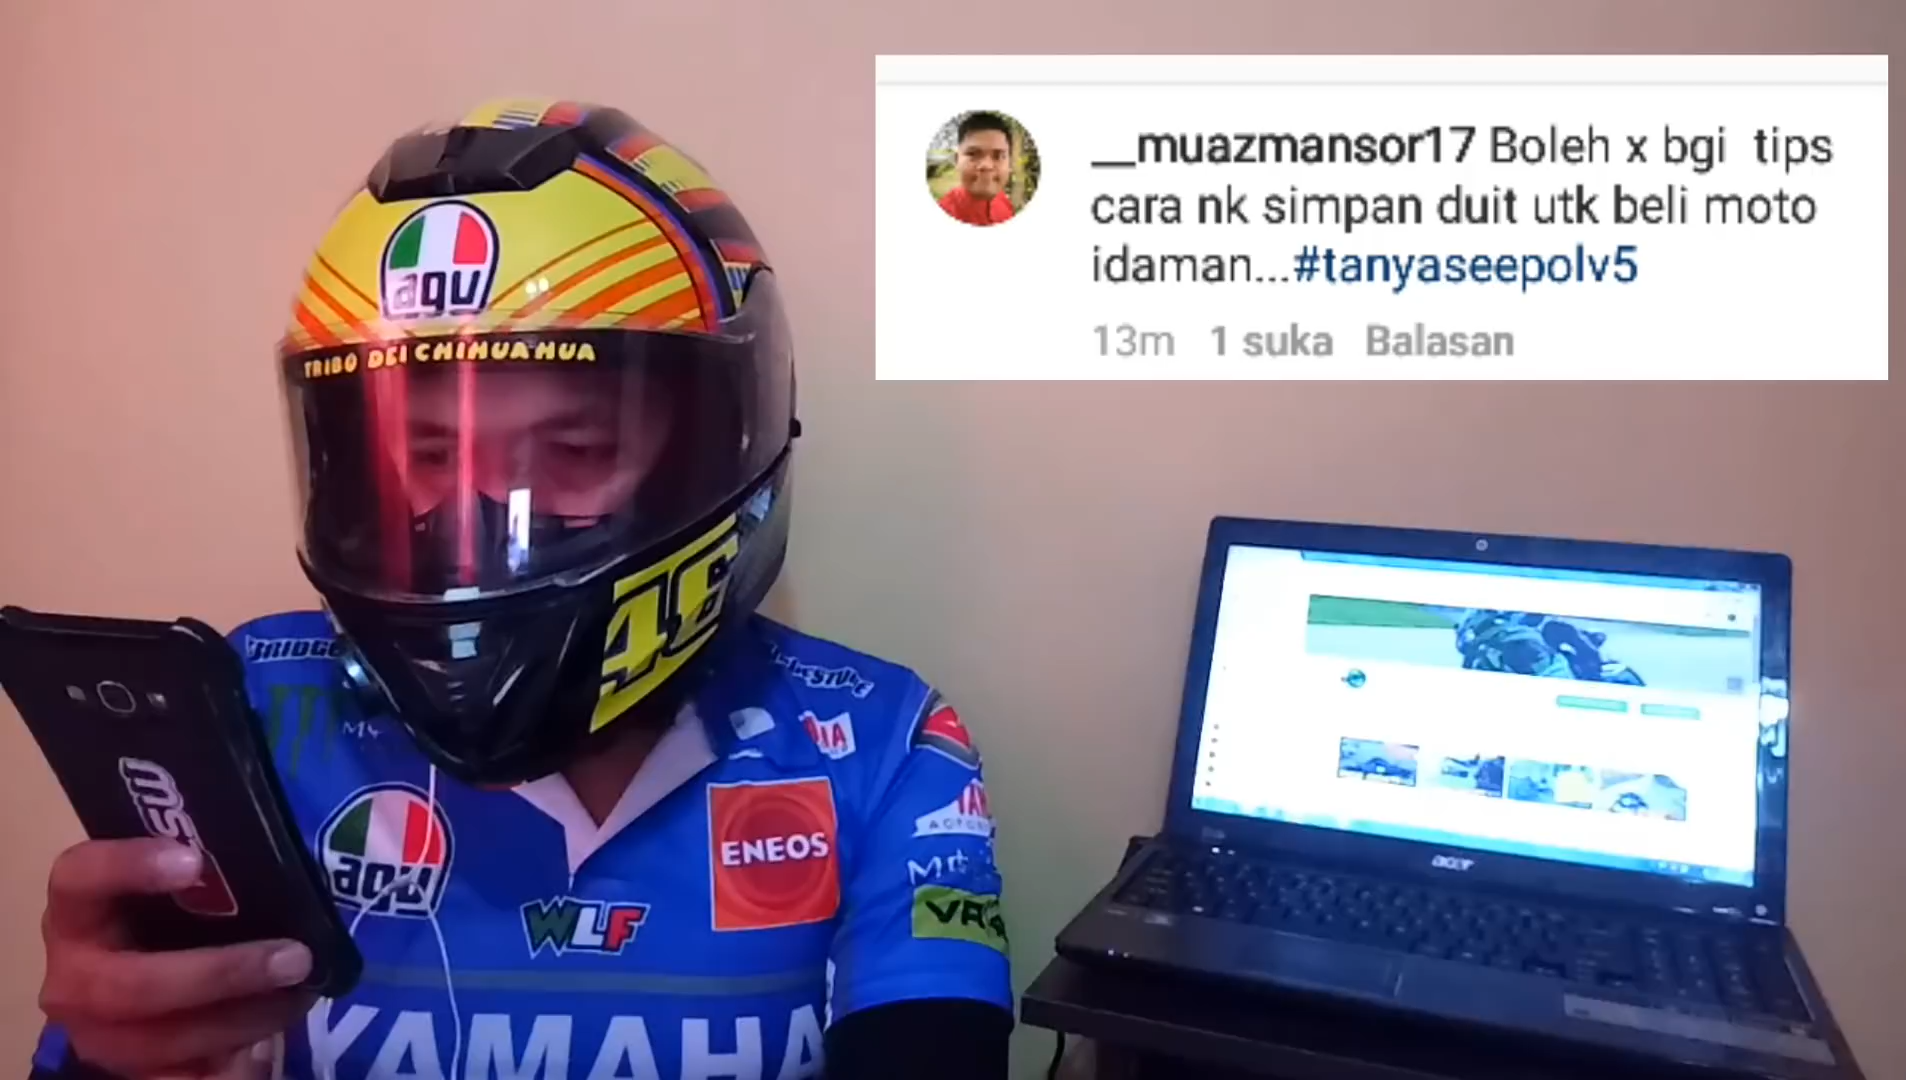 __muazmansor17 Boleh x bgi tips
cara nk simpan duit utk beli moto
idaman...#tanyaseepolv5
13m 1 suka Balasan
agv
TRIBO DEI CHIHUAHUA
46
agv
ENEOS
WLF
YAMAHA
acer